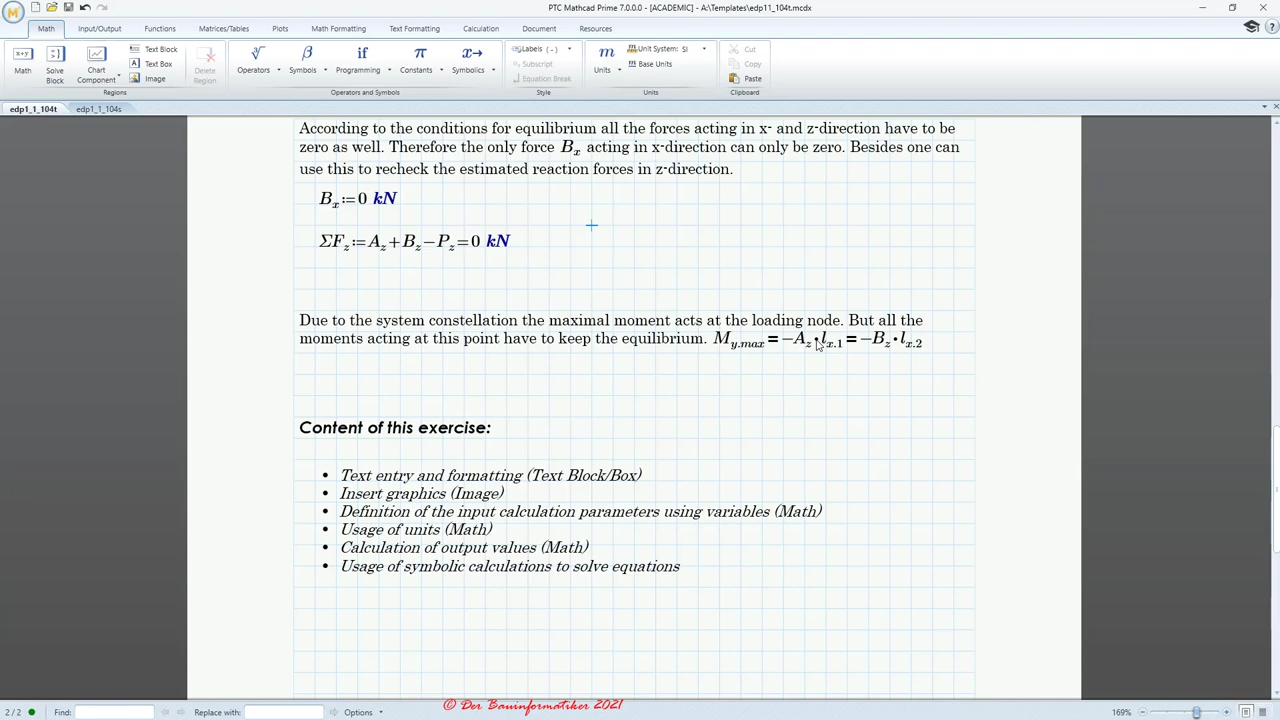 PTC Mathcad Prime 7.0.0.0 - [ACADEMIC] - A:\Templates\edp11_104t.mcdx
Math Input/Output Functions Matrices/Tables Plots Math Formatting Text Formatting Calculation Document Resources
Math
Solve Block
Chart Component
Text Block
Text Box
Image
Delete Region
Regions
Operators
Symbols
Programming
Constants
Symbolics
Operators and Symbols
Labels (-)
Subscript
Equation Break
Style
Units
Unit System: SI
Base Units
Units
Cut
Copy
Paste
Clipboard
edp1_1_104t edp1_1_104s
According to the conditions for equilibrium all the forces acting in x- and z-direction have to be
zero as well. Therefore the only force B_x acting in x-direction can only be zero. Besides one can
use this to recheck the estimated reaction forces in z-direction.
B_x:=0 kN
ΣF_z:=A_z+B_z−P_z=0 kN
Due to the system constellation the maximal moment acts at the loading node. But all the
moments acting at this point have to keep the equilibrium. M_y.max=−A_z•l_x.1=−B_z•l_x.2
Content of this exercise:
• Text entry and formatting (Text Block/Box)
• Insert graphics (Image)
• Definition of the input calculation parameters using variables (Math)
• Usage of units (Math)
• Calculation of output values (Math)
• Usage of symbolic calculations to solve equations
© Der Bauinformatiker 2021
2 / 2 Find: Replace with: Options 169%